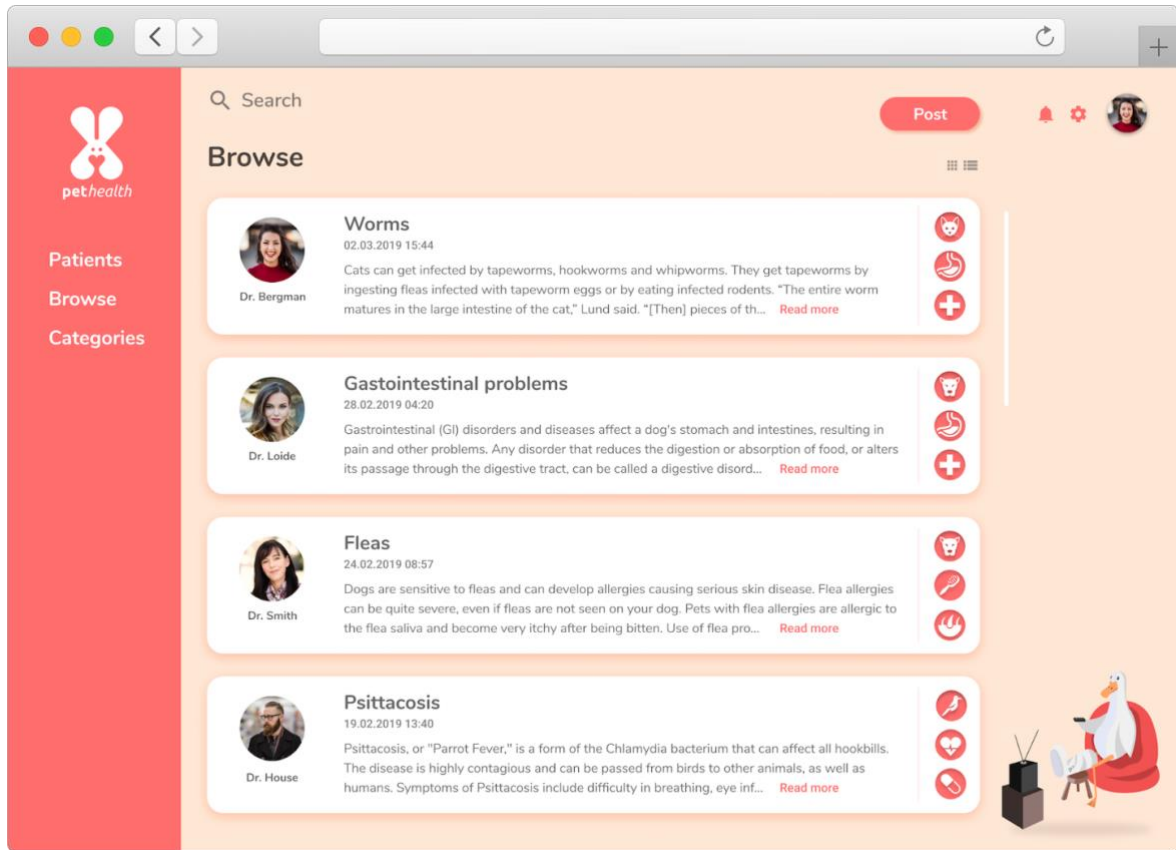 Search
Post
Browse
pethealth
Patients
Browse
Categories
Worms
02.03.2019 15:44
Cats can get infected by tapeworms, hookworms and whipworms. They get tapeworms by
ingesting fleas infected with tapeworm eggs or by eating infected rodents. “The entire worm
matures in the large intestine of the cat,” Lund said. “[Then] pieces of th... Read more
Dr. Bergman
Gastointestinal problems
28.02.2019 04:20
Gastrointestinal (GI) disorders and diseases affect a dog's stomach and intestines, resulting in
pain and other problems. Any disorder that reduces the digestion or absorption of food, or alters
its passage through the digestive tract, can be called a digestive disord... Read more
Dr. Loide
Fleas
24.02.2019 08:57
Dogs are sensitive to fleas and can develop allergies causing serious skin disease. Flea allergies
can be quite severe, even if fleas are not seen on your dog. Pets with flea allergies are allergic to
the flea saliva and become very itchy after being bitten. Use of flea pro... Read more
Dr. Smith
Psittacosis
19.02.2019 13:40
Psittacosis, or "Parrot Fever," is a form of the Chlamydia bacterium that can affect all hookbills.
The disease is highly contagious and can be passed from birds to other animals, as well as
humans. Symptoms of Psittacosis include difficulty in breathing, eye inf... Read more
Dr. House